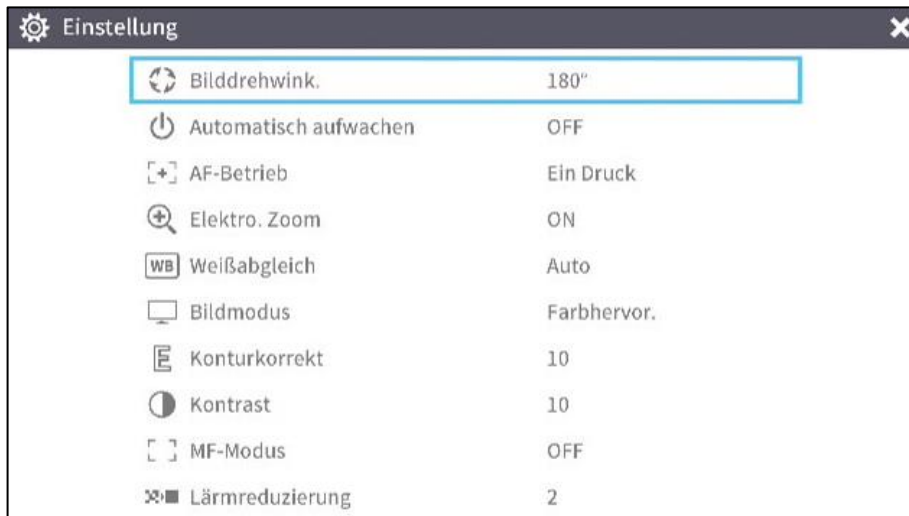 Einstellung
Bilddrehwink. 180"
Automatisch aufwachen OFF
AF-Betrieb Ein Druck
Elektro. Zoom ON
WB Weißabgleich Auto
Bildmodus Farbhervor.
Konturkorrekt 10
Kontrast 10
MF-Modus OFF
Lärmreduzierung 2